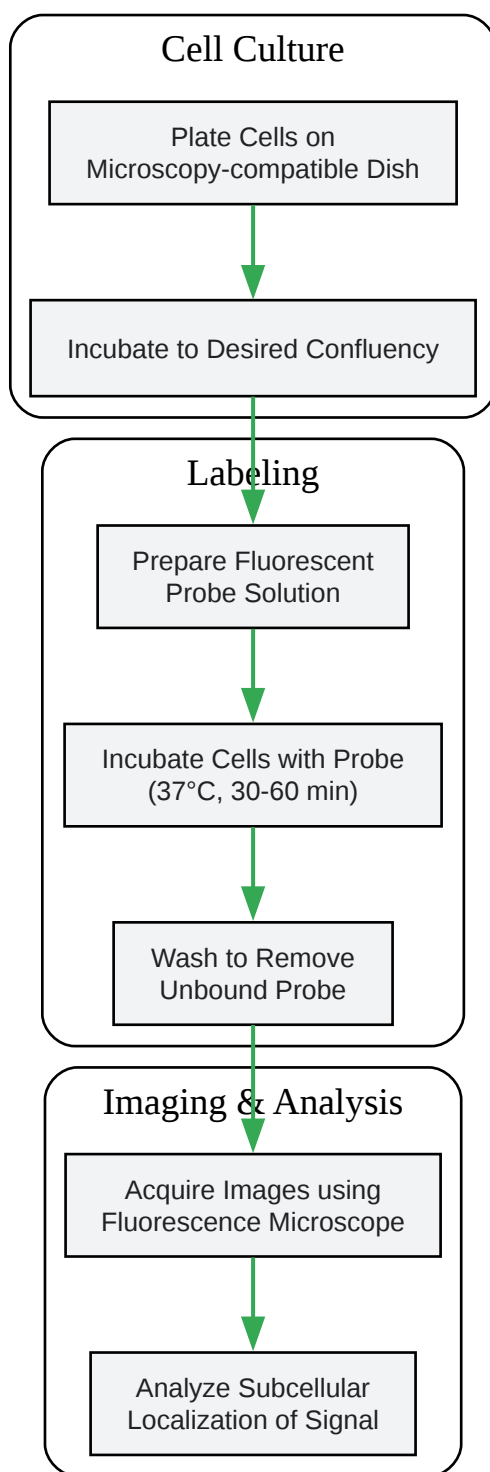 Cell Culture
Plate Cells on
Microscopy-compatible Dish
Incubate to Desired Confluency
Labeling
Prepare Fluorescent
Probe Solution
Incubate Cells with Probe
(37°C, 30-60 min)
Wash to Remove
Unbound Probe
Imaging & Analysis
Acquire Images using
Fluorescence Microscope
Analyze Subcellular
Localization of Signal